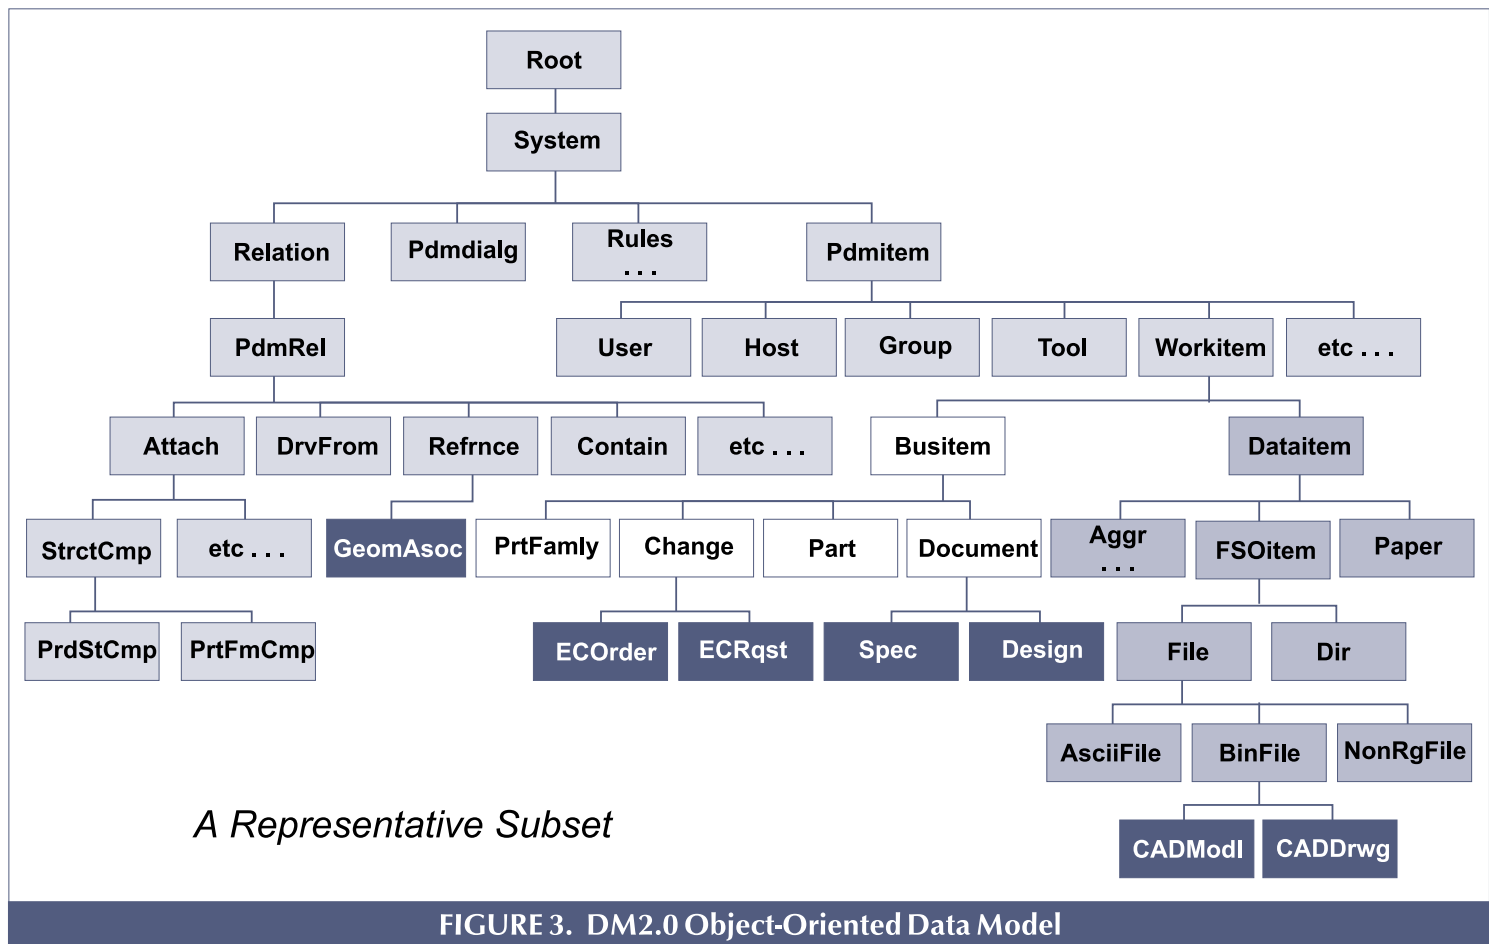 Root
System
Relation
Pdmdialg
Rules
. . .
Pdmitem
PdmRel
User
Host
Group
Tool
Workitem
etc . . .
Attach
DrvFrom
Refrnce
Contain
etc . . .
Busitem
Dataitem
StrctCmp
etc . . .
GeomAsoc
PrtFamly
Change
Part
Document
Aggr
. . .
FSOitem
Paper
PrdStCmp
PrtFmCmp
ECOrder
ECRqst
Spec
Design
File
Dir
AsciiFile
BinFile
NonRgFile
A Representative Subset
CADModl
CADDrwg
FIGURE 3. DM2.0 Object-Oriented Data Model